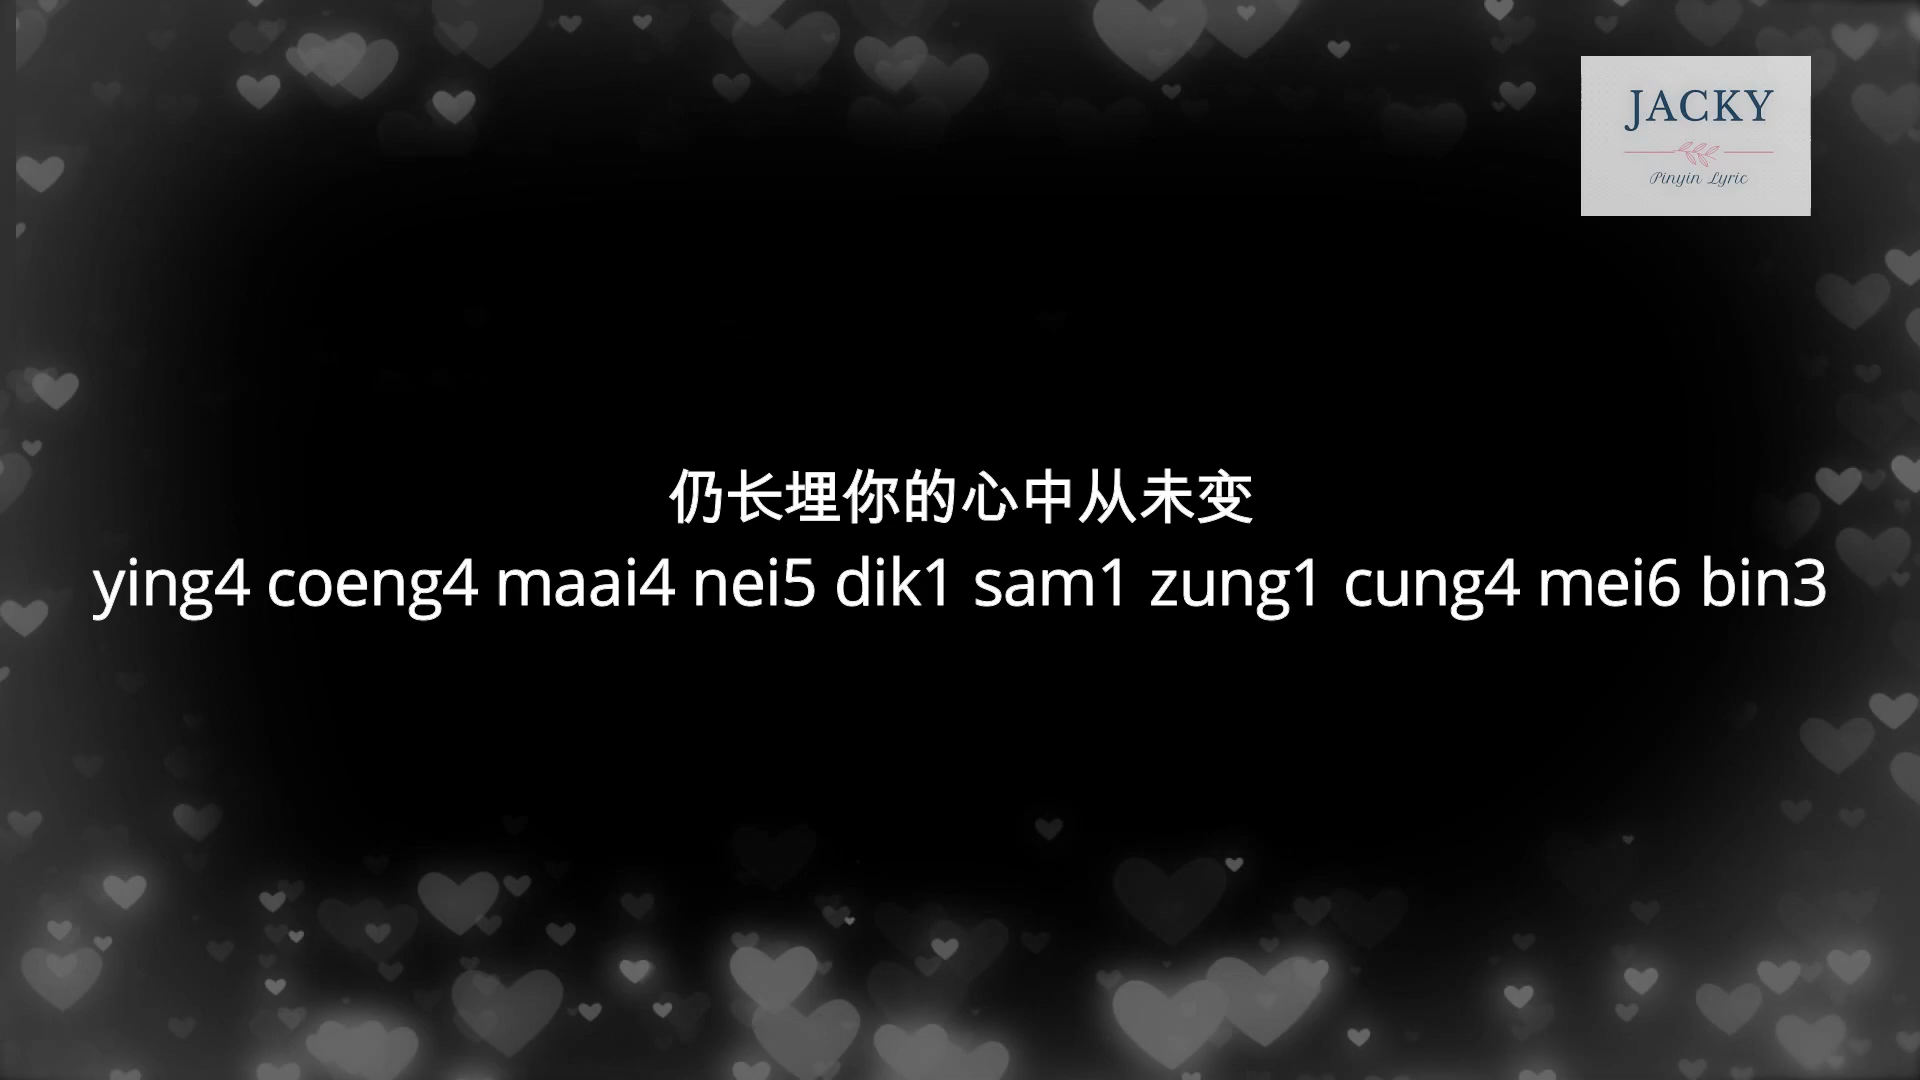 JACKY
Pinyin Lyric
仍长埋你的心中从未变
ying4 coeng4 maai4 nei5 dik1 sam1 zung1 cung4 mei6 bin3